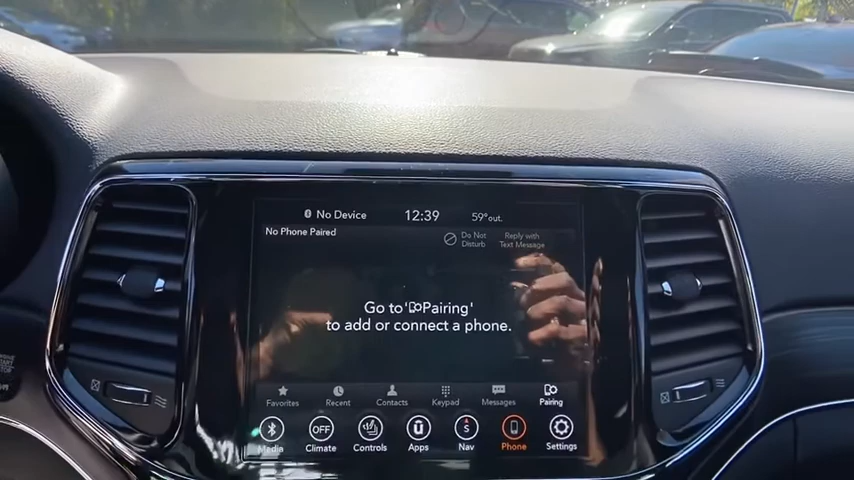 No Device 12:39 59°out.
No Phone Paired
Do Not Disturb
Reply with Text Message
Go to 'Pairing'
to add or connect a phone.
Favorites Recent Contacts Keypad Messages Pairing
OFF S
Media Climate Controls Apps Nav Phone Settings
START
STOP